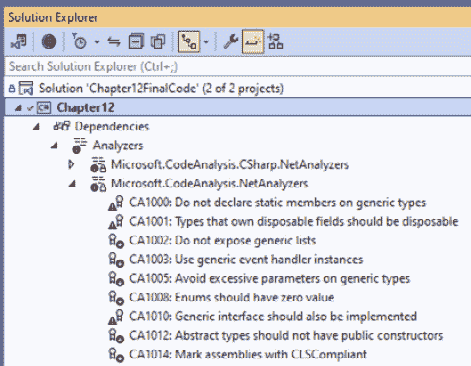 Solution Explorer
Search Solution Explorer (Ctrl+;)
Solution 'Chapter12FinalCode' (2 of 2 projects)
C# Chapter12
Dependencies
Analyzers
Microsoft.CodeAnalysis.CSharp.NetAnalyzers
Microsoft.CodeAnalysis.NetAnalyzers
CA1000: Do not declare static members on generic types
CA1001: Types that own disposable fields should be disposable
CA1002: Do not expose generic lists
CA1003: Use generic event handler instances
CA1005: Avoid excessive parameters on generic types
CA1008: Enums should have zero value
CA1010: Generic interface should also be implemented
CA1012: Abstract types should not have public constructors
CA1014: Mark assemblies with CLSCompliant